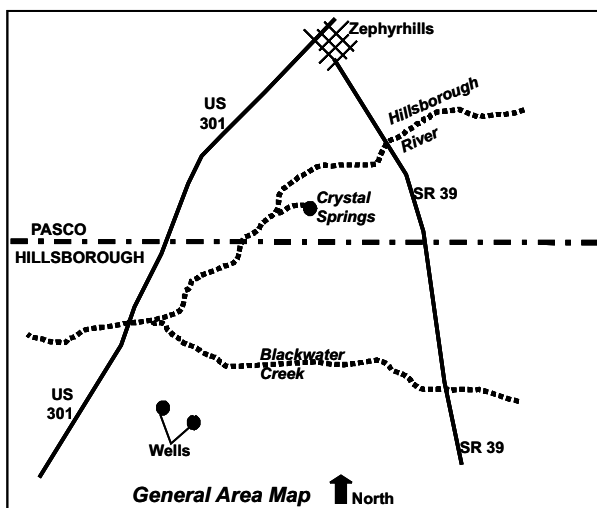 Zephyrhills
US
301
Hillsborough
River
Crystal
Springs
SR 39
PASCO
HILLSBOROUGH
Blackwater
Creek
US
301
Wells
SR 39
General Area Map
North